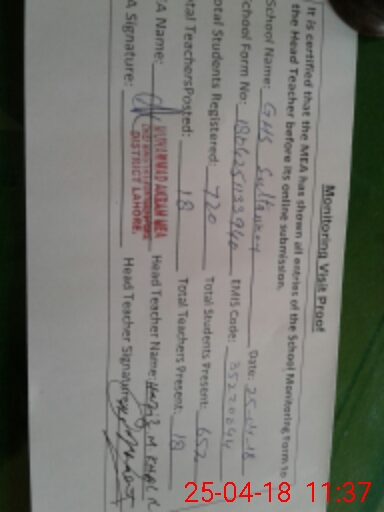 Monitoring Visit Proof
It is certified that the MEA has shown all entries of the School Monitoring Form to
the Head Teacher before its online submission.
School Name: GHS Date: 25-04-18
School Form No: EMIS Code:
Total Students Registered: 720 Total Students Present: 652
Total Teachers Posted: 18 Total Teachers Present: 18
A Name: MUHAMMAD AKRAM MEA Head Teacher Name: Hafiz M
DISTRICT LAHORE.
A Signature: Head Teacher Signature:
25-04-18 11:37